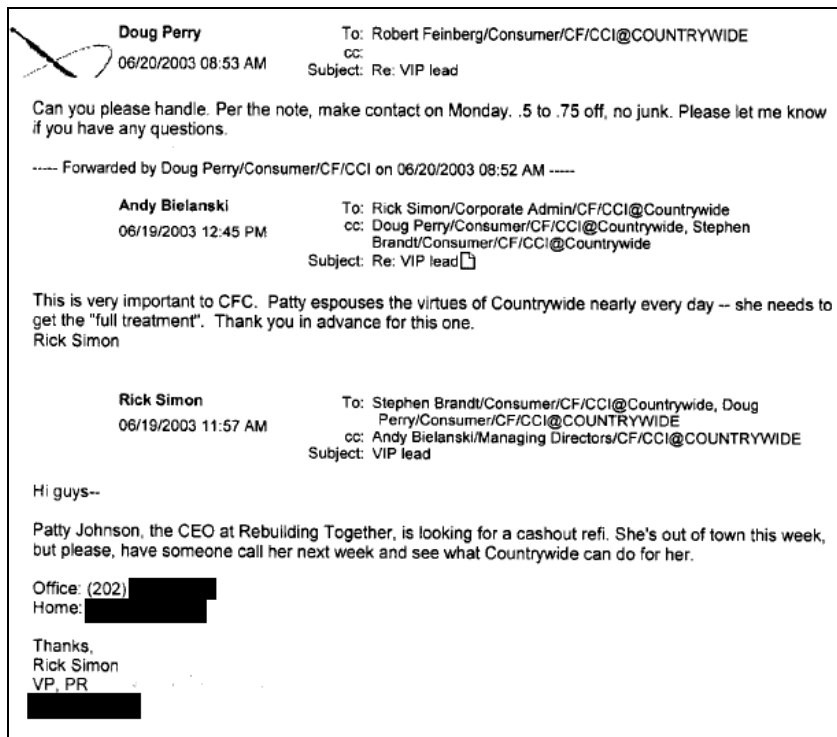 Doug Perry
06/20/2003 08:53 AM
To: Robert Feinberg/Consumer/CF/CCI@COUNTRYWIDE
cc:
Subject: Re: VIP lead
Can you please handle. Per the note, make contact on Monday. .5 to .75 off, no junk. Please let me know
if you have any questions.
----- Forwarded by Doug Perry/Consumer/CF/CCI on 06/20/2003 08:52 AM -----
Andy Bielanski
06/19/2003 12:45 PM
To: Rick Simon/Corporate Admin/CF/CCI@Countrywide
cc: Doug Perry/Consumer/CF/CCI@Countrywide, Stephen
Brandt/Consumer/CF/CCI@Countrywide
Subject: Re: VIP lead
This is very important to CFC. Patty espouses the virtues of Countrywide nearly every day -- she needs to
get the "full treatment". Thank you in advance for this one.
Rick Simon
Rick Simon
06/19/2003 11:57 AM
To: Stephen Brandt/Consumer/CF/CCI@Countrywide, Doug
Perry/Consumer/CF/CCI@COUNTRYWIDE
cc: Andy Bielanski/Managing Directors/CF/CCI@COUNTRYWIDE
Subject: VIP lead
Hi guys--
Patty Johnson, the CEO at Rebuilding Together, is looking for a cashout refi. She's out of town this week,
but please, have someone call her next week and see what Countrywide can do for her.
Office: (202)
Home:
Thanks,
Rick Simon
VP, PR